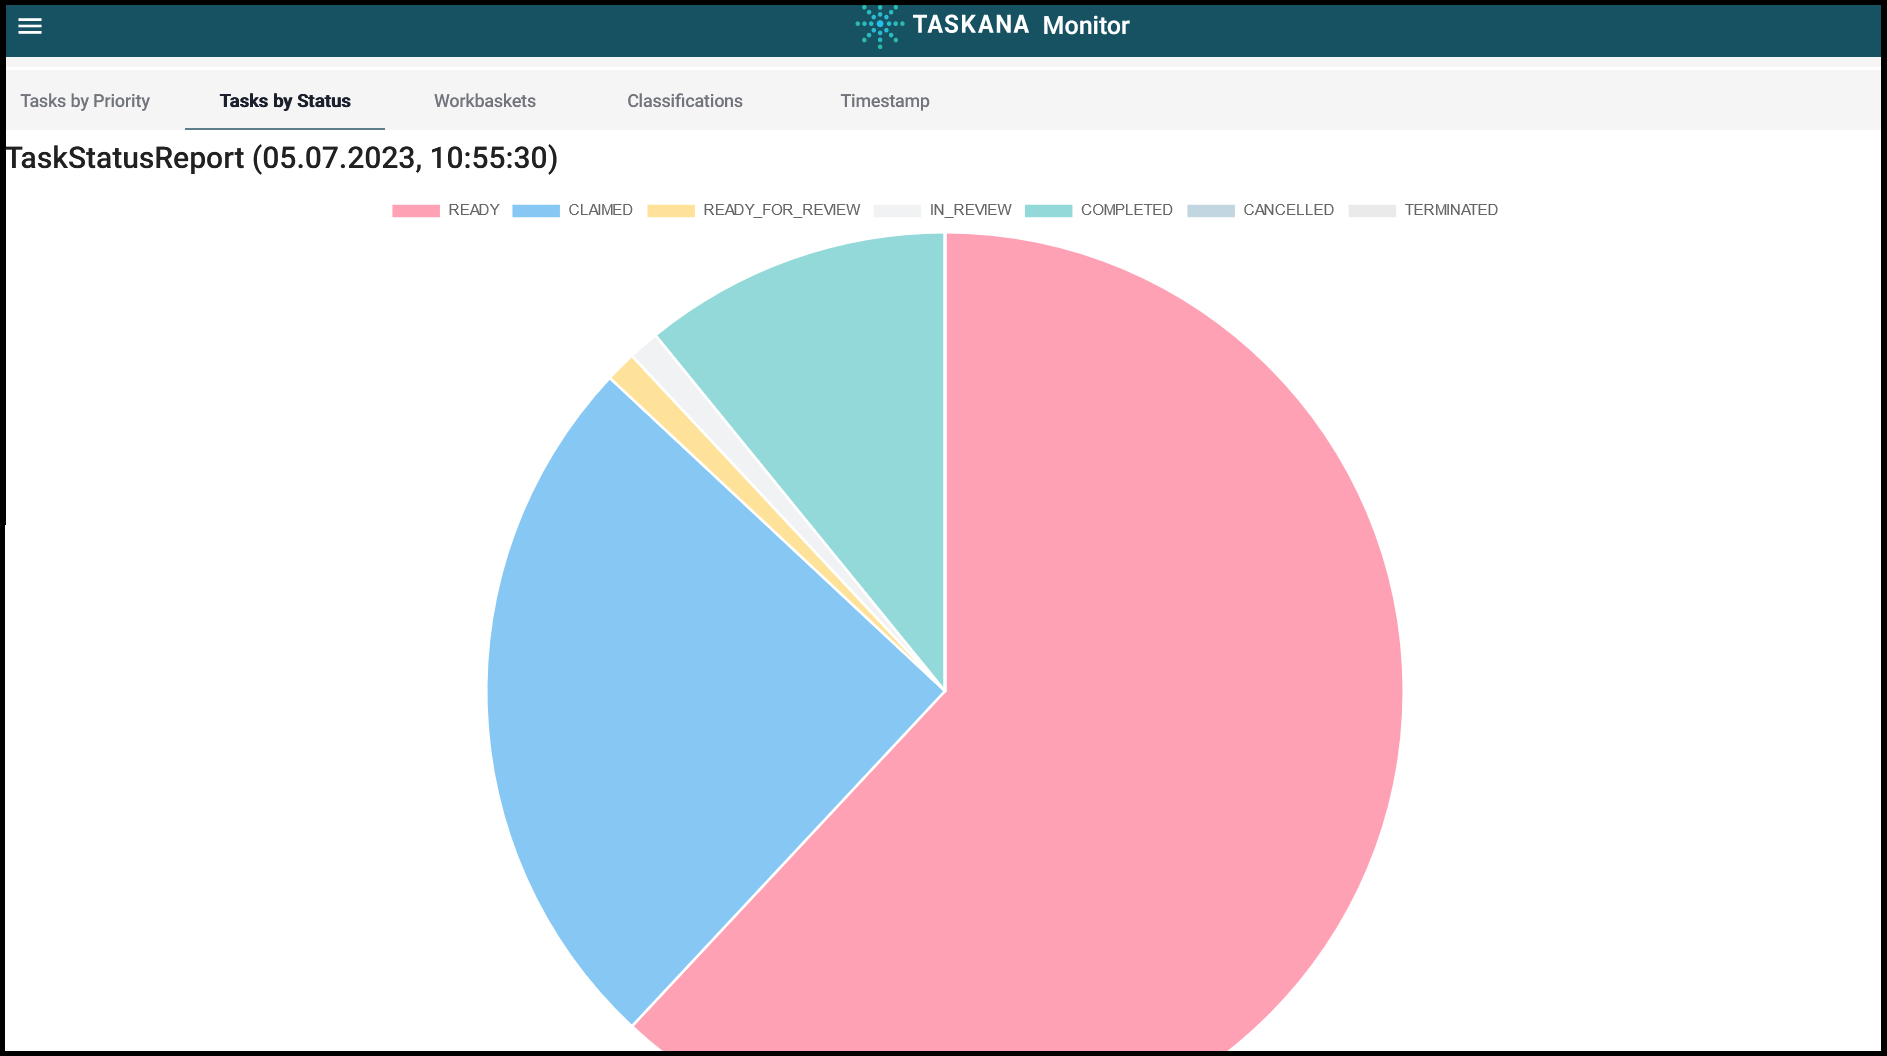 TASKANA Monitor
Tasks by Priority Tasks by Status Workbaskets Classifications Timestamp
TaskStatusReport (05.07.2023, 10:55:30)
READY CLAIMED READY_FOR_REVIEW IN_REVIEW COMPLETED CANCELLED TERMINATED